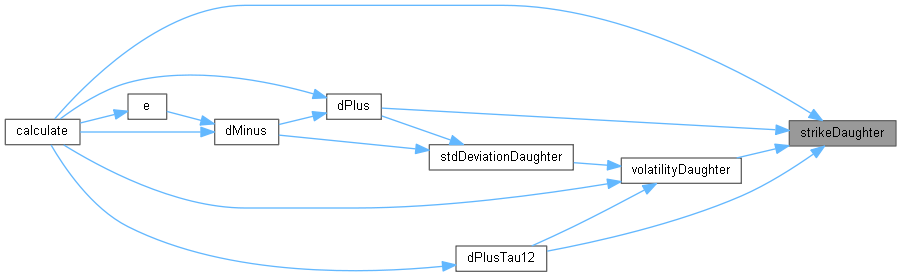 calculate
e
dMinus
dPlus
stdDeviationDaughter
dPlusTau12
volatilityDaughter
strikeDaughter